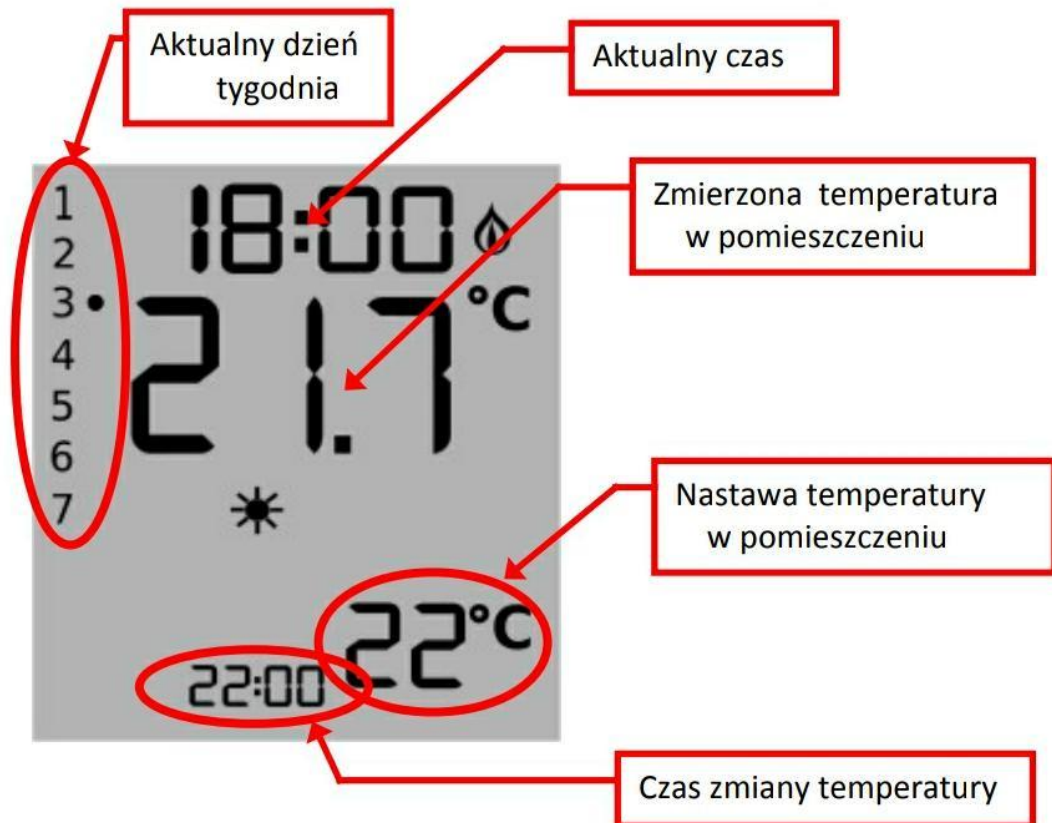 Aktualny dzień
tygodnia
Aktualny czas
Zmierzona temperatura
w pomieszczeniu
1
2
3
4
5
6
7
18:00
21.7 °C
Nastawa temperatury
w pomieszczeniu
22 °C
22:00
Czas zmiany temperatury